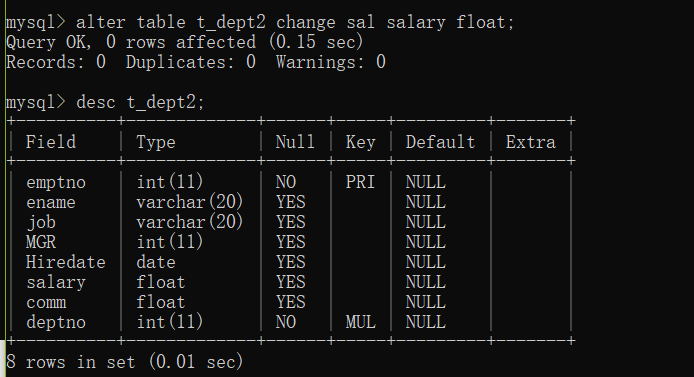 mysql> alter table t_dept2 change sal salary float;
Query OK, 0 rows affected (0.15 sec)
Records: 0  Duplicates: 0  Warnings: 0
mysql> desc t_dept2;
+----------+-------------+------+-----+---------+-------+
| Field    | Type        | Null | Key | Default | Extra |
+----------+-------------+------+-----+---------+-------+
| emptno   | int(11)     | NO   | PRI | NULL    |       |
| ename    | varchar(20) | YES  |     | NULL    |       |
| job      | varchar(20) | YES  |     | NULL    |       |
| MGR      | int(11)     | YES  |     | NULL    |       |
| Hiredate | date        | YES  |     | NULL    |       |
| salary   | float       | YES  |     | NULL    |       |
| comm     | float       | YES  |     | NULL    |       |
| deptno   | int(11)     | NO   | MUL | NULL    |       |
+----------+-------------+------+-----+---------+-------+
8 rows in set (0.01 sec)